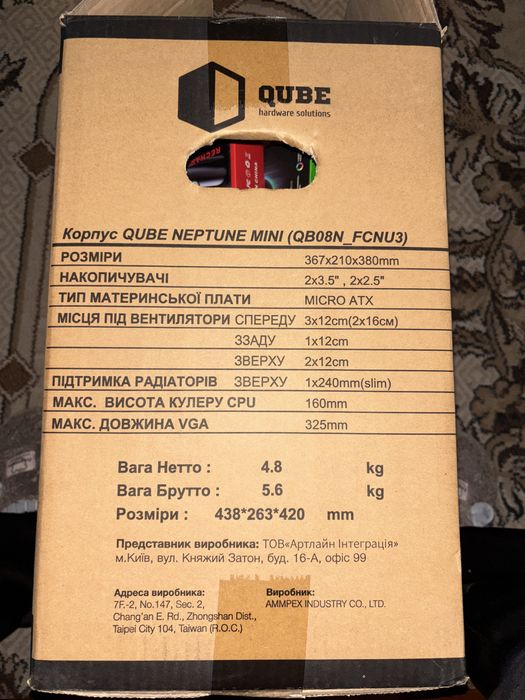 QUBE
hardware solutions
Корпус QUBE NEPTUNE MINI (QB08N_FCNU3)
РОЗМІРИ 367x210x380mm
НАКОПИЧУВАЧІ 2x3.5" , 2x2.5"
ТИП МАТЕРИНСЬКОЇ ПЛАТИ MICRO ATX
МІСЦЯ ПІД ВЕНТИЛЯТОРИ СПЕРЕДУ 3x12cm(2x16см)
ЗЗАДУ 1x12cm
ЗВЕРХУ 2x12cm
ПІДТРИМКА РАДІАТОРІВ ЗВЕРХУ 1x240mm(slim)
МАКС. ВИСОТА КУЛЕРУ CPU 160mm
МАКС. ДОВЖИНА VGA 325mm
Вага Нетто : 4.8 kg
Вага Брутто : 5.6 kg
Розміри : 438*263*420 mm
Представник виробника: ТОВ«Артлайн Інтеграція»
м.Київ, вул. Княжий Затон, буд. 16-А, офіс 99
Адреса виробника: Виробник:
7F.-2, No.147, Sec. 2, AMMPEX INDUSTRY CO., LTD.
Chang'an E. Rd., Zhongshan Dist.,
Taipei City 104, Taiwan (R.O.C.)